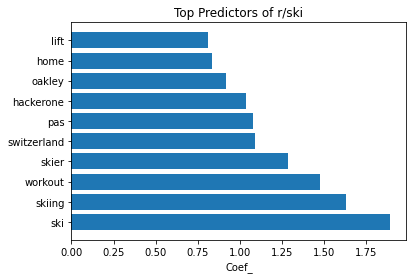 Top Predictors of r/ski
lift
home
oakley
hackerone
pas
switzerland
skier
workout
skiing
ski
0.00 0.25 0.50 0.75 1.00 1.25 1.50 1.75
Coef_